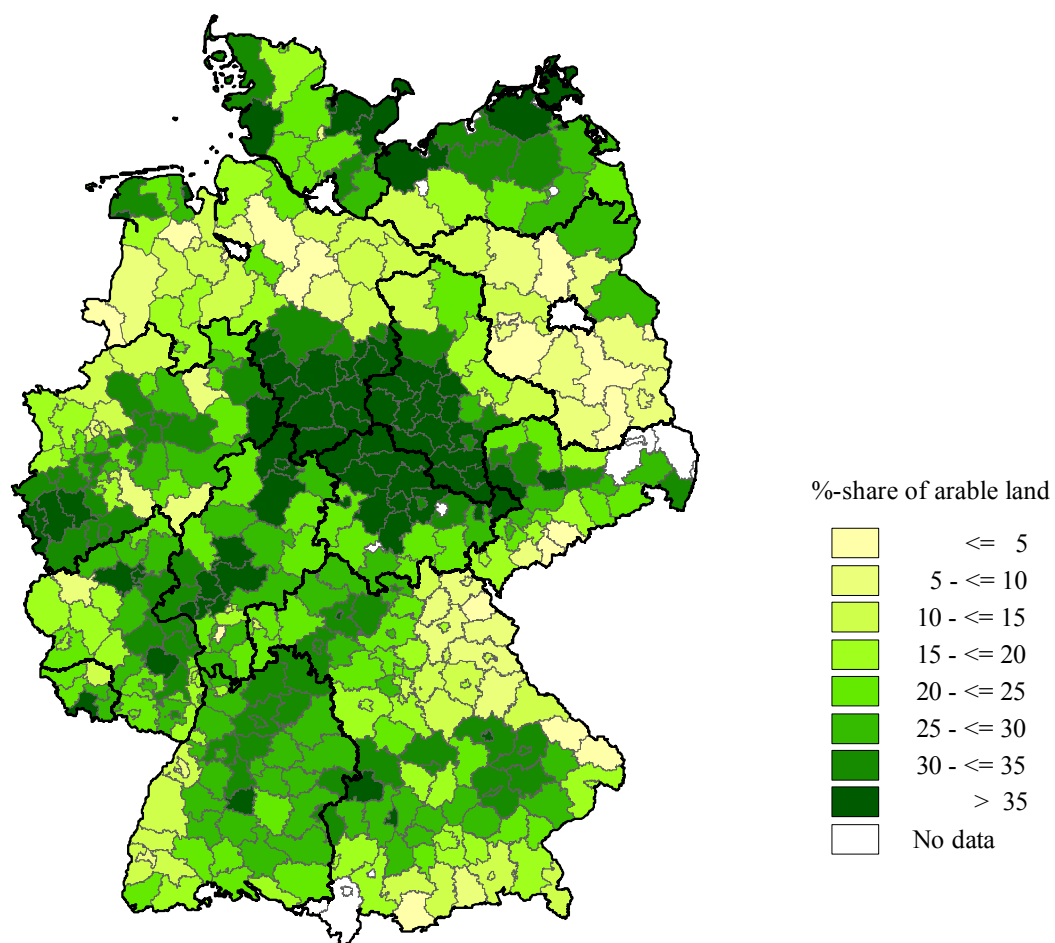 %-share of arable land
<= 5
5 - <= 10
10 - <= 15
15 - <= 20
20 - <= 25
25 - <= 30
30 - <= 35
> 35
No data